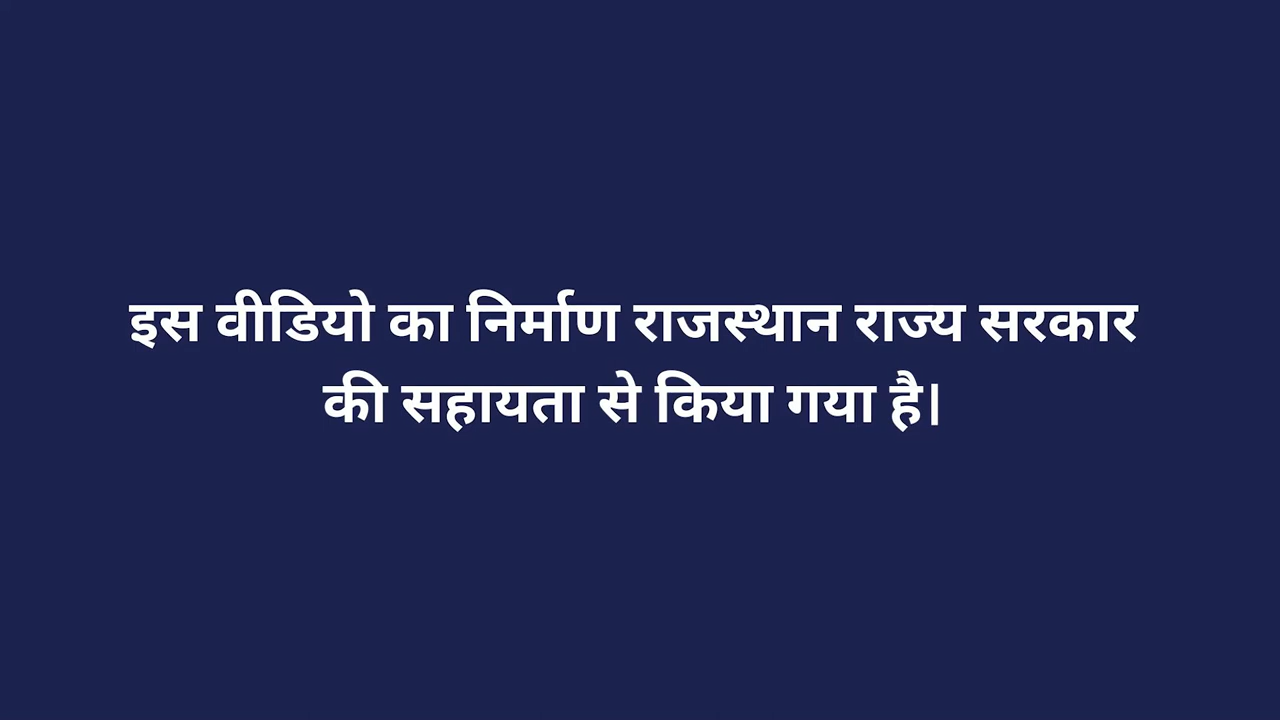 इस वीडियो का निर्माण राजस्थान राज्य सरकार
की सहायता से किया गया है।